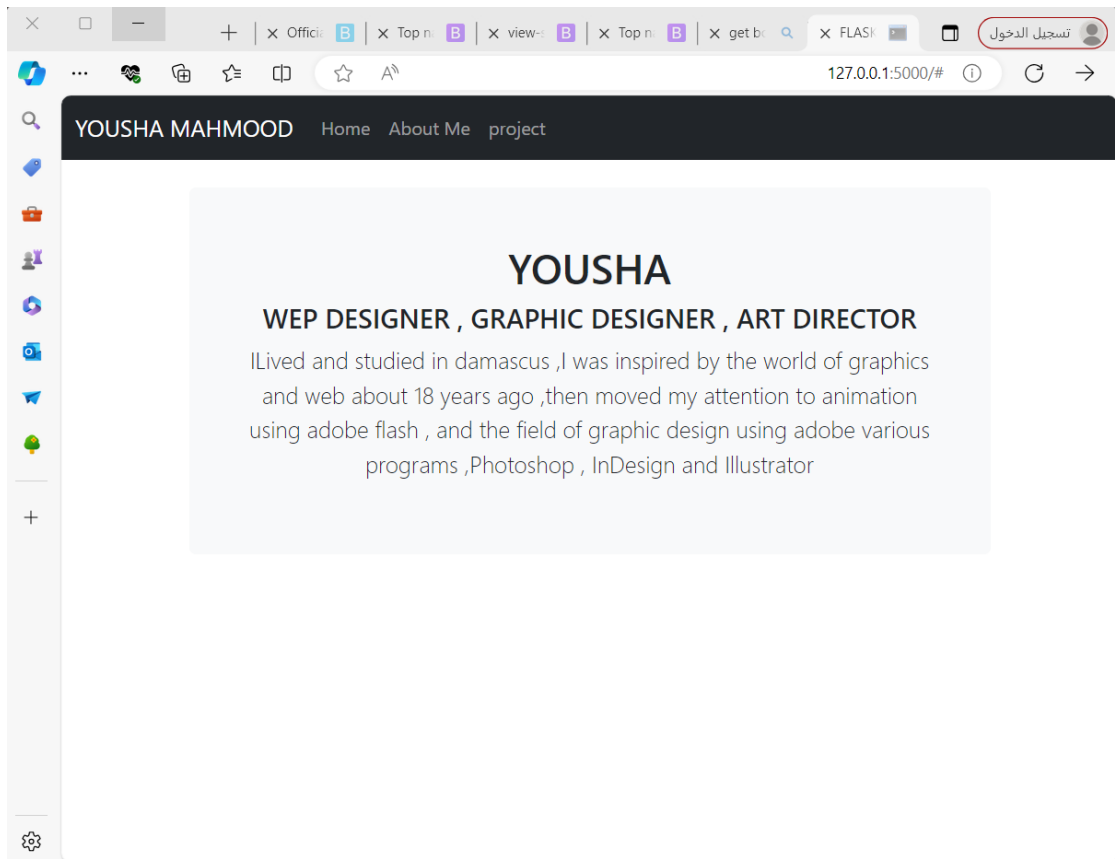 Offici
Top n
view-s
Top n
get bo
FLASK
تسجيل الدخول
127.0.0.1:5000/#
YOUSHA MAHMOOD Home About Me project
YOUSHA
WEP DESIGNER , GRAPHIC DESIGNER , ART DIRECTOR
ILived and studied in damascus ,I was inspired by the world of graphics
and web about 18 years ago ,then moved my attention to animation
using adobe flash , and the field of graphic design using adobe various
programs ,Photoshop , InDesign and Illustrator